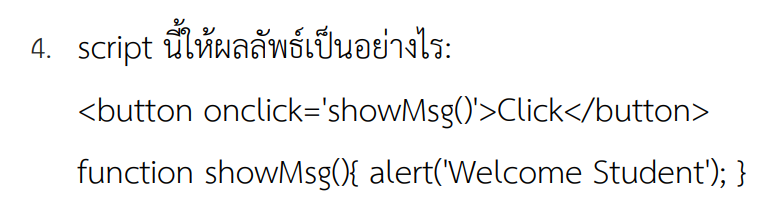 4. script นี้ให้ผลลัพธ์เป็นอย่างไร:
<button onclick='showMsg()'>Click</button>
function showMsg(){ alert('Welcome Student'); }